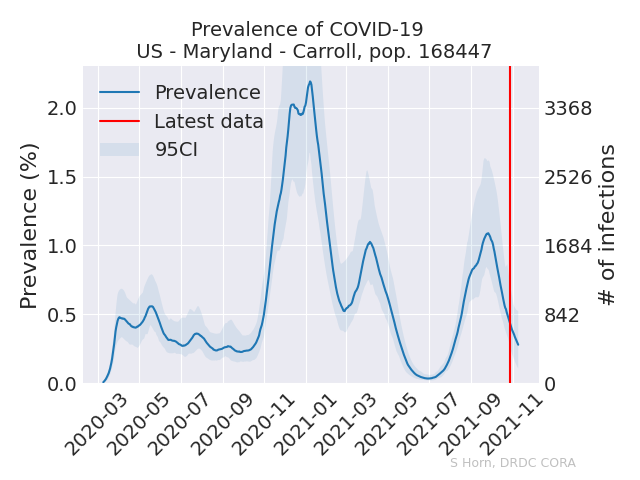 Prevalence of COVID-19
US - Maryland - Carroll, pop. 168447
Prevalence
Latest data
95CI
Prevalence (%)
2.0
1.5
1.0
0.5
0.0
3368
2526
1684
842
0
# of infections
2020-03
2020-05
2020-07
2020-09
2020-11
2021-01
2021-03
2021-05
2021-07
2021-09
2021-11
S Horn, DRDC CORA